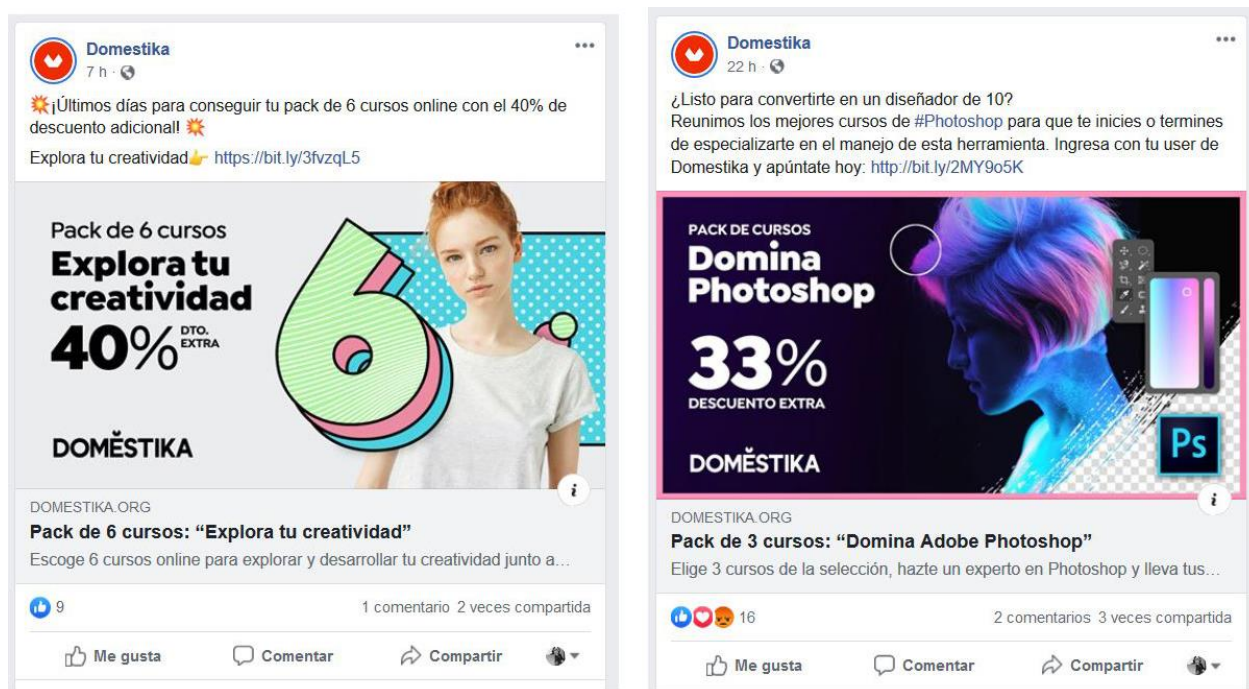 Domestika
7 h ·
💥¡Últimos días para conseguir tu pack de 6 cursos online con el 40% de
descuento adicional! 💥
Explora tu creatividad👉 https://bit.ly/3fvzqL5
Pack de 6 cursos
Explora tu
creatividad
40% DTO.
EXTRA
DOMĚSTIKA
DOMESTIKA.ORG
Pack de 6 cursos: “Explora tu creatividad”
Escoge 6 cursos online para explorar y desarrollar tu creatividad junto a…
9
1 comentario 2 veces compartida
Me gusta
Comentar
Compartir
Domestika
22 h ·
¿Listo para convertirte en un diseñador de 10?
Reunimos los mejores cursos de #Photoshop para que te inicies o termines
de especializarte en el manejo de esta herramienta. Ingresa con tu user de
Domestika y apúntate hoy: http://bit.ly/2MY9o5K
PACK DE CURSOS
Domina
Photoshop
33%
DESCUENTO EXTRA
DOMĚSTIKA
Ps
DOMESTIKA.ORG
Pack de 3 cursos: “Domina Adobe Photoshop”
Elige 3 cursos de la selección, hazte un experto en Photoshop y lleva tus…
16
2 comentarios 3 veces compartida
Me gusta
Comentar
Compartir